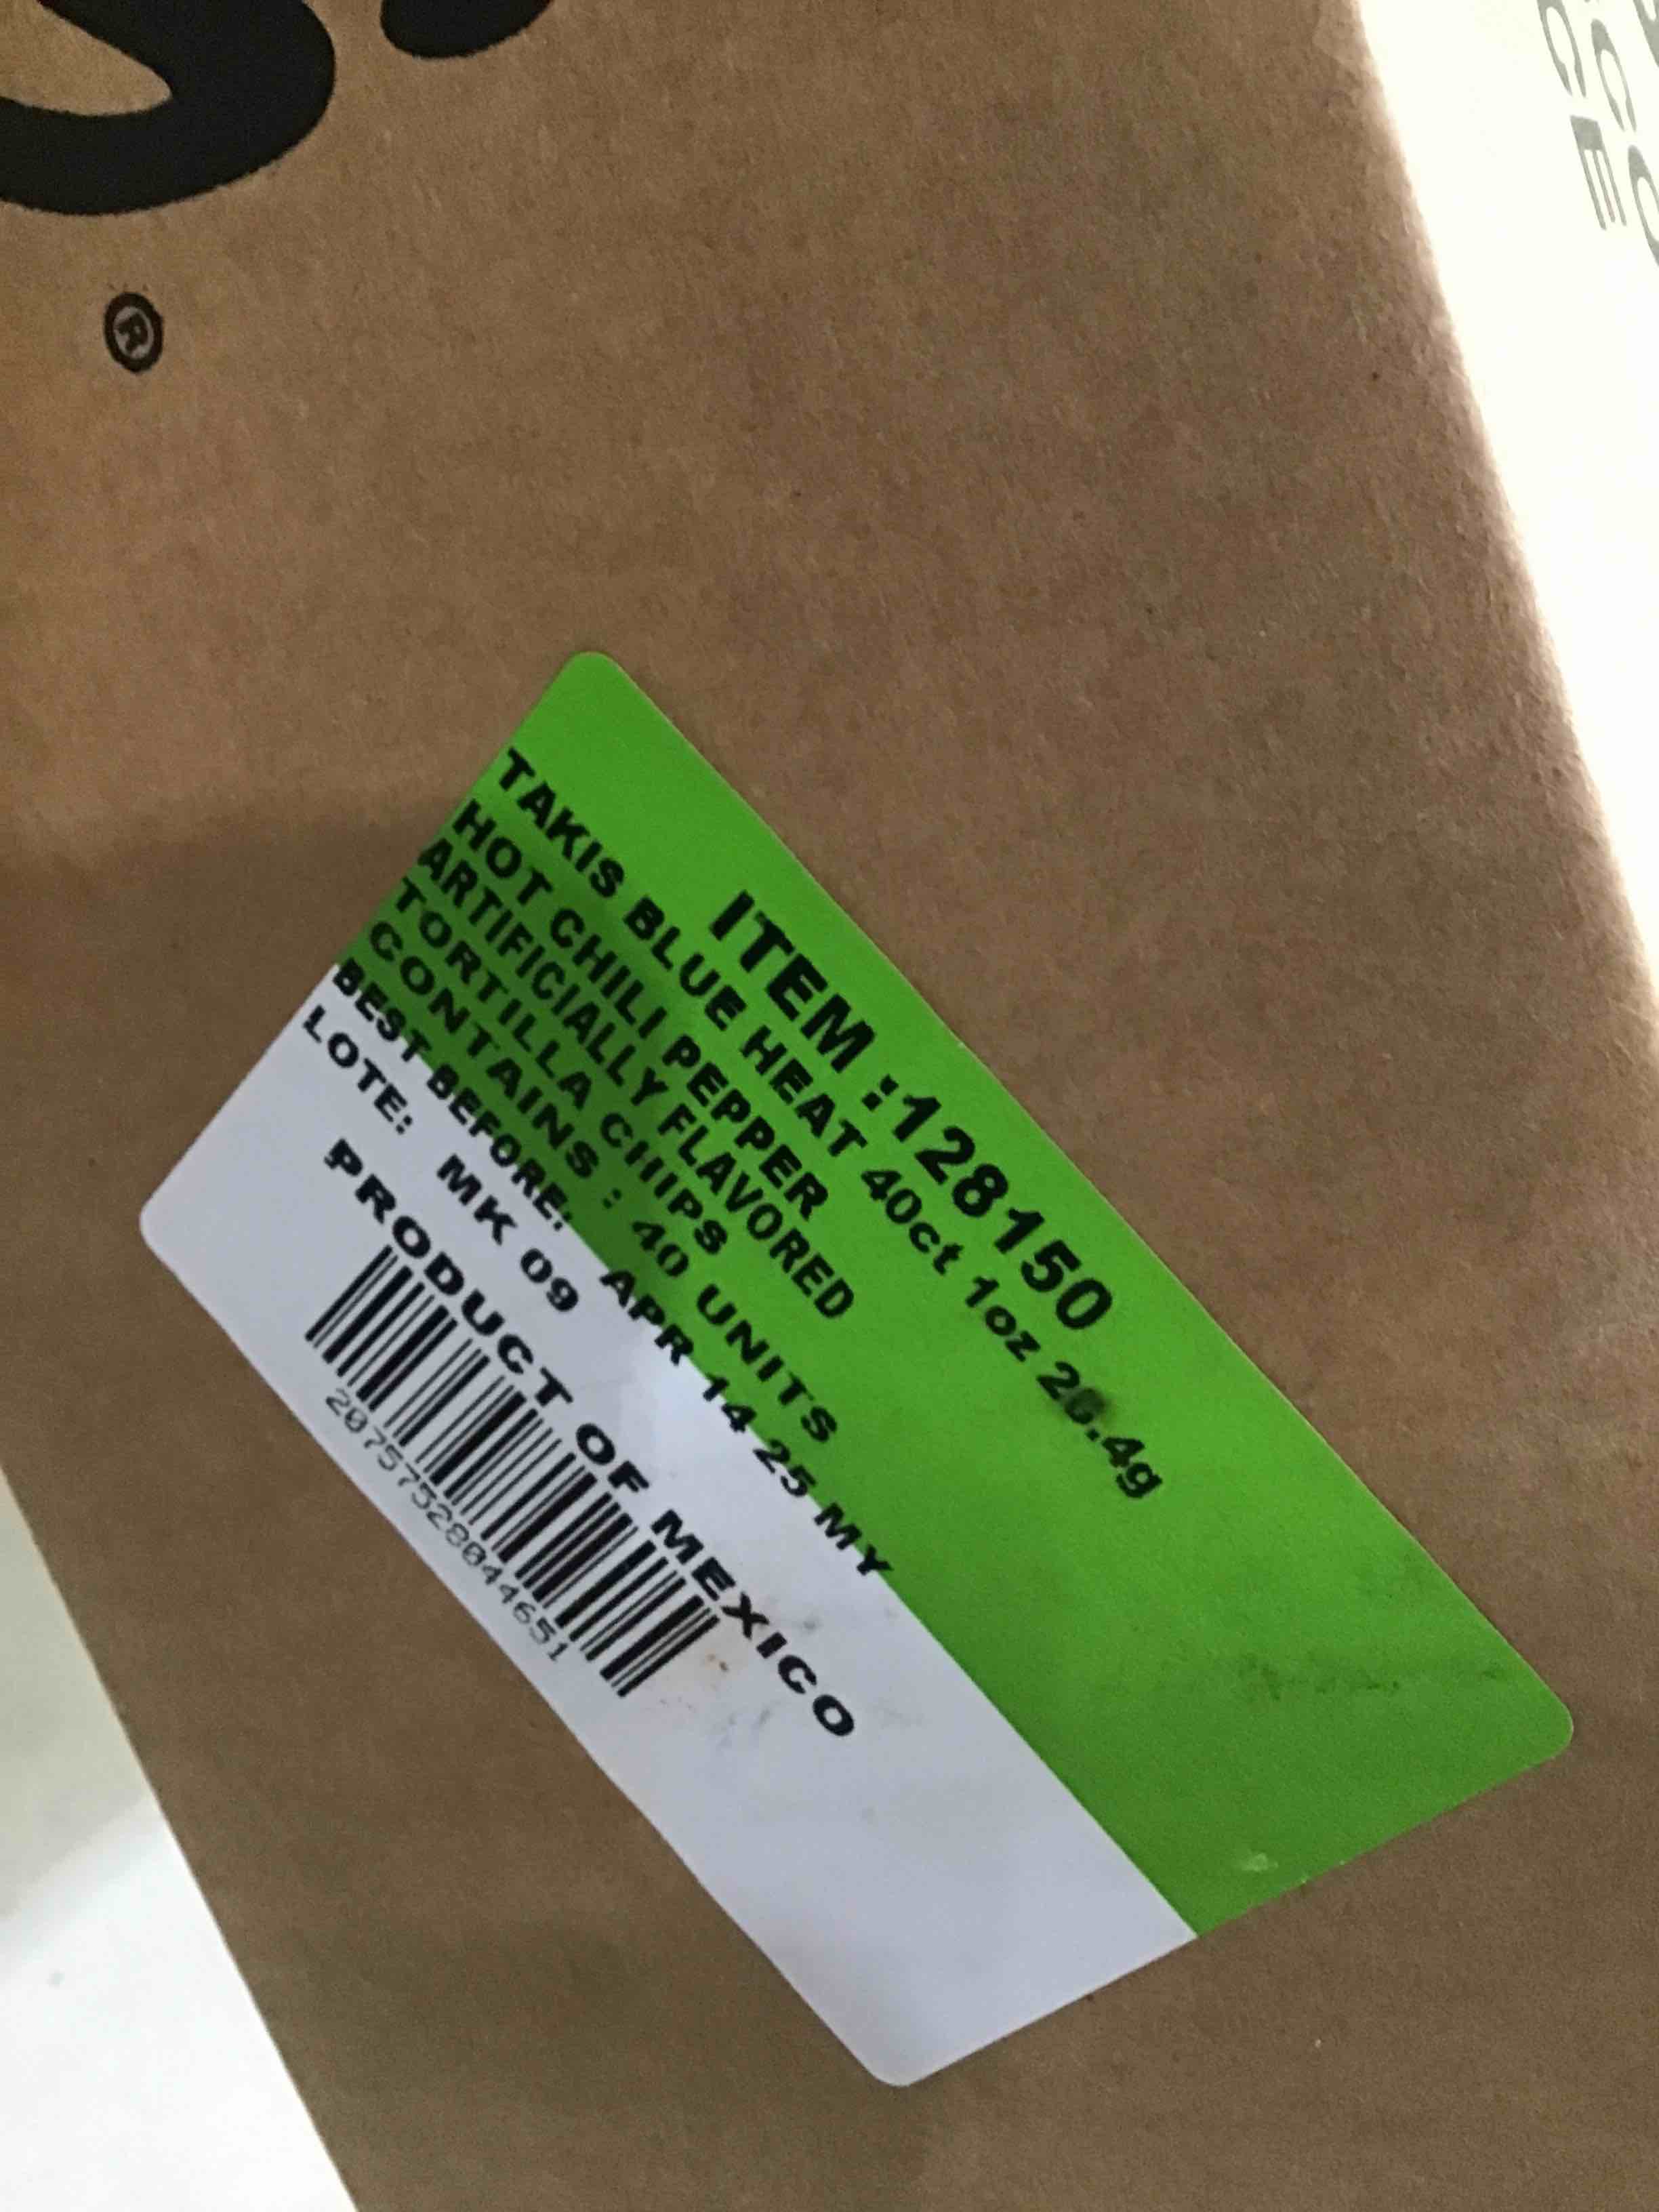 ®
ITEM :128150
TAKIS BLUE HEAT 40ct 1oz
HOT CHILI PEPPER
ARTIFICIALLY FLAVORED
TORTILLA CHIPS
CONTAINS : 40 UNITS
BEST BEFORE: APR 14 25 MY
LOTE: MK 09
PRODUCT OF MEXICO
20757528044651